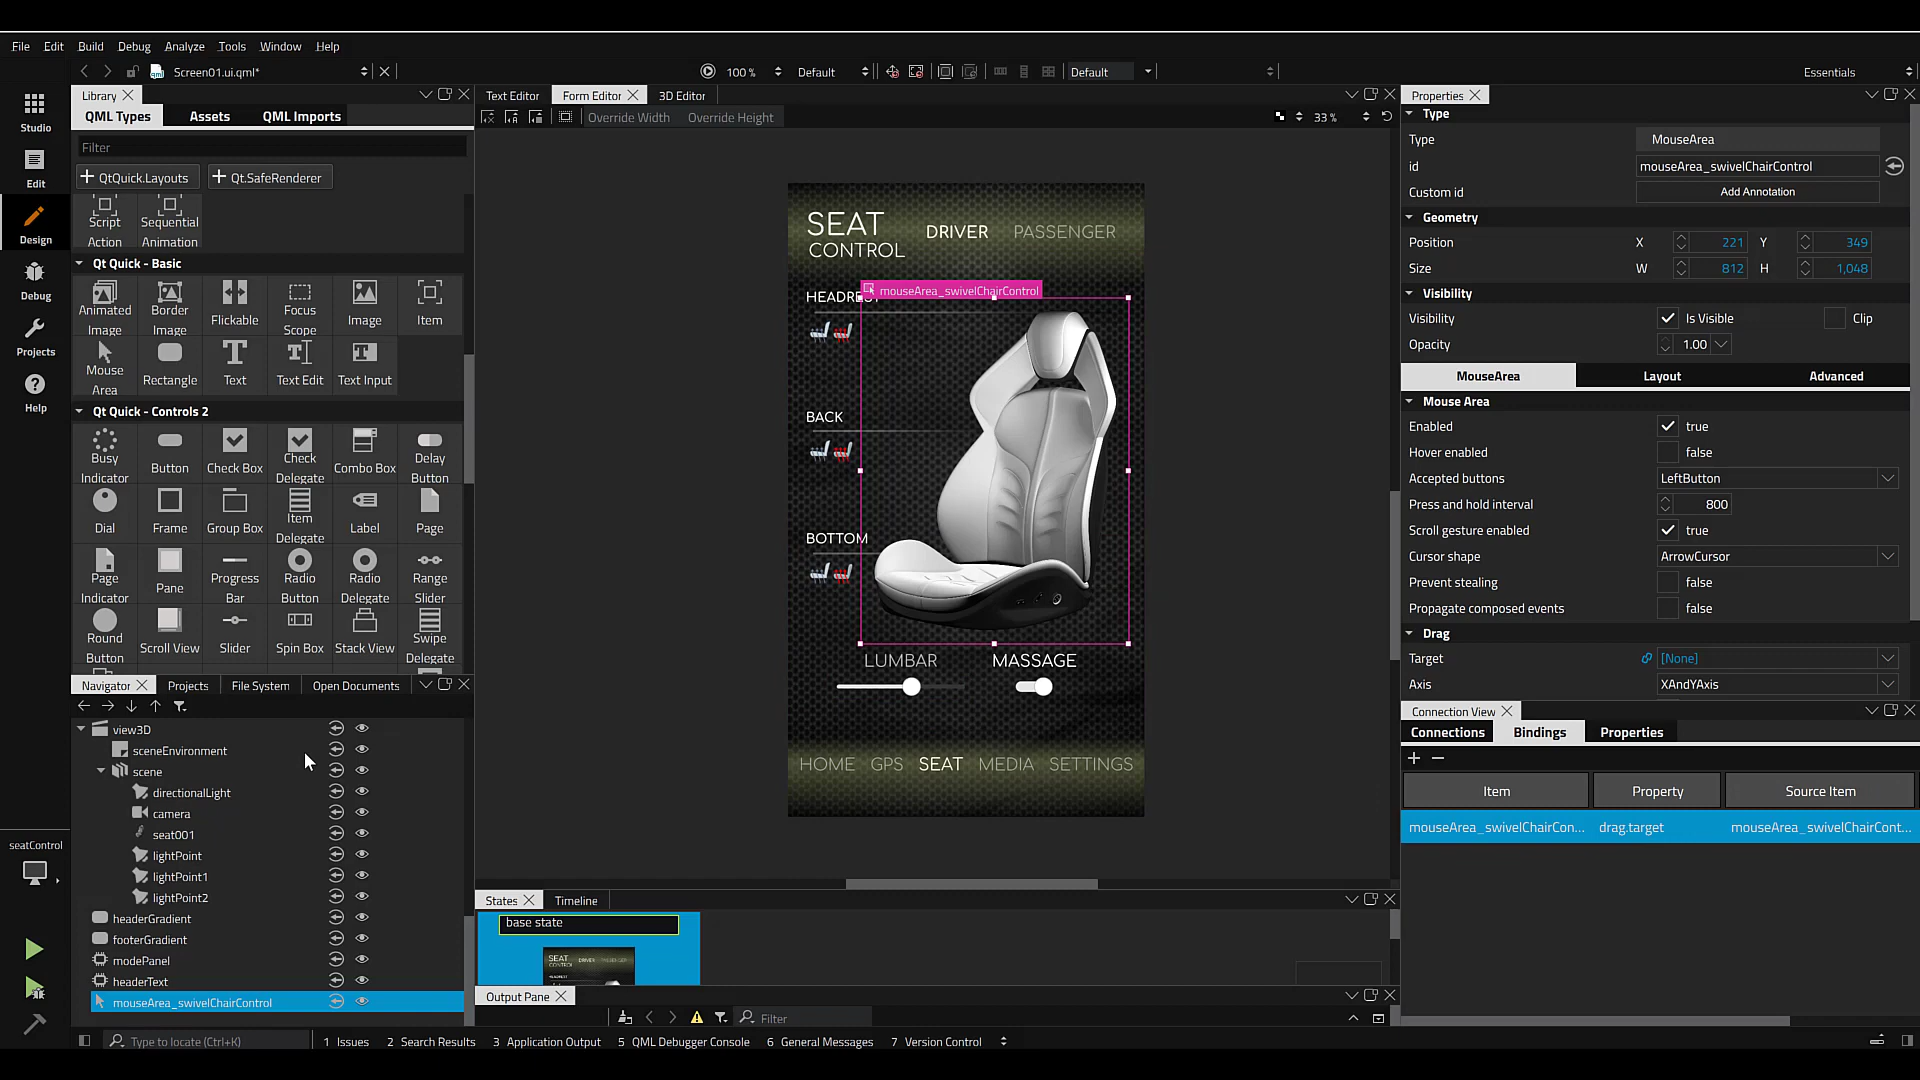 File Edit Build Debug Analyze Tools Window Help
Screen01.ui.qml*
100 %
Default
Default
Essentials
Studio
Edit
Design
Debug
Projects
Help
seatControl
Library
QML Types Assets QML Imports
Filter
QtQuick.Layouts Qt.SafeRenderer
Script Action
Sequential Animation
Qt Quick - Basic
Animated Image
Border Image
Flickable
Focus Scope
Image
Item
Mouse Area
Rectangle
Text
Text Edit
Text Input
Qt Quick - Controls 2
Busy Indicator
Button
Check Box
Check Delegate
Combo Box
Delay Button
Dial
Frame
Group Box
Item Delegate
Label
Page
Page Indicator
Pane
Progress Bar
Radio Button
Radio Delegate
Range Slider
Round Button
Scroll View
Slider
Spin Box
Stack View
Swipe Delegate
Navigator Projects File System Open Documents
view3D
sceneEnvironment
scene
directionalLight
camera
seat001
lightPoint
lightPoint1
lightPoint2
headerGradient
footerGradient
modePanel
headerText
mouseArea_swivelChairControl
Text Editor Form Editor 3D Editor
Override Width Override Height
33 %
SEAT
CONTROL
DRIVER PASSENGER
mouseArea_swivelChairControl
HEADREST
BACK
BOTTOM
LUMBAR MASSAGE
HOME GPS SEAT MEDIA SETTINGS
States Timeline
base state
SEAT
CONTROL
DRIVER PASSENGER
Output Pane
Filter
Type to locate (Ctrl+K)
1 Issues 2 Search Results 3 Application Output 5 QML Debugger Console 6 General Messages 7 Version Control
Properties
Type
Type MouseArea
id mouseArea_swivelChairControl
Custom id Add Annotation
Geometry
Position X 221 Y 349
Size W 812 H 1,048
Visibility
Visibility Is Visible Clip
Opacity 1.00
MouseArea Layout Advanced
Mouse Area
Enabled true
Hover enabled false
Accepted buttons LeftButton
Press and hold interval 800
Scroll gesture enabled true
Cursor shape ArrowCursor
Prevent stealing false
Propagate composed events false
Drag
Target [None]
Axis XAndYAxis
Connection View
Connections Bindings Properties
Item Property Source Item
mouseArea_swivelChairCon... drag.target mouseArea_swivelChairCont...